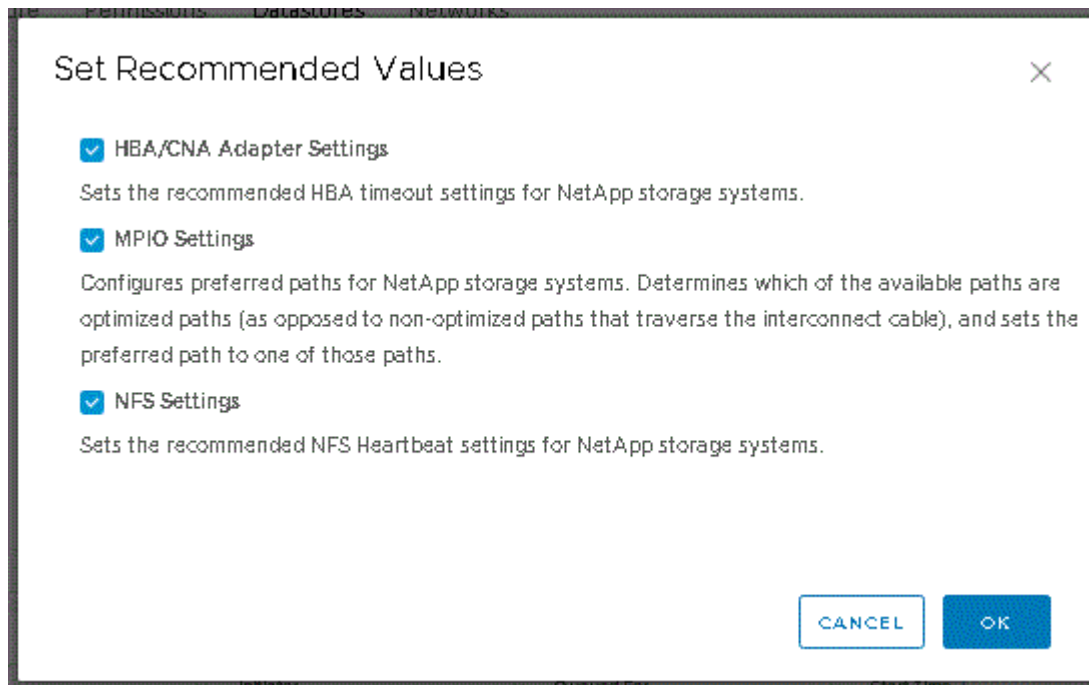 Permissions Datastores Networks
Set Recommended Values
HBA/CNA Adapter Settings
Sets the recommended HBA timeout settings for NetApp storage systems.
MPIO Settings
Configures preferred paths for NetApp storage systems. Determines which of the available paths are
optimized paths (as opposed to non-optimized paths that traverse the interconnect cable), and sets the
preferred path to one of those paths.
NFS Settings
Sets the recommended NFS Heartbeat settings for NetApp storage systems.
CANCEL OK